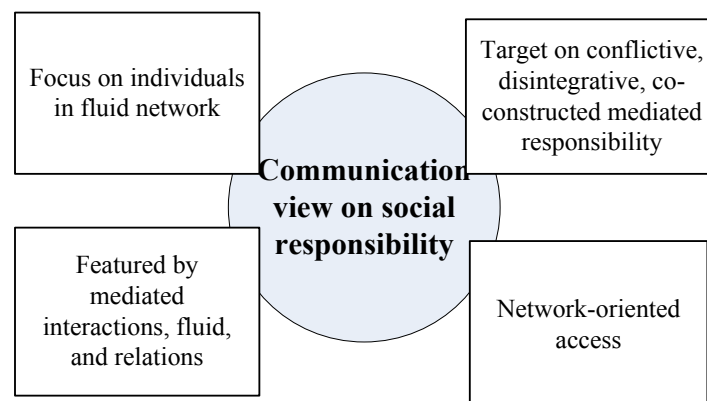 Focus on individuals
in fluid network
Target on conflictive,
disintegrative, co-
constructed mediated
responsibility
Communication
view on social
responsibility
Featured by
mediated
interactions, fluid,
and relations
Network-oriented
access